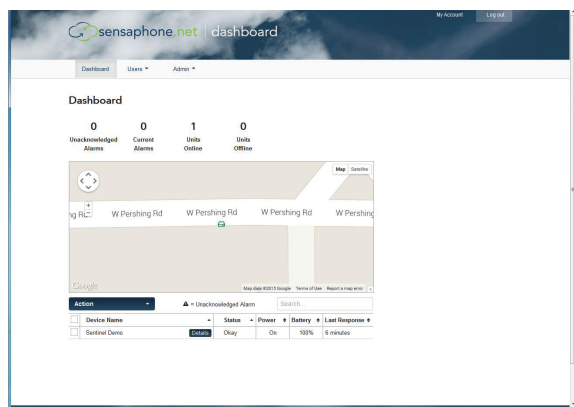 My Account Log out
sensaphone.net | dashboard
Dashboard Users Admin
Dashboard
0 0 1 0
Unacknowledged Current Units Units
Alarms Alarms Online Offline
Map Satellite
W Pershing Rd W Pershing Rd W Pershing Rd W Pershing
Google Map data ©2015 Google Terms of Use Report a map error
Action = Unacknowledged Alarm Search...
Device Name Status Power Battery Last Response
Sentinel Demo Details Okay On 100% 6 minutes